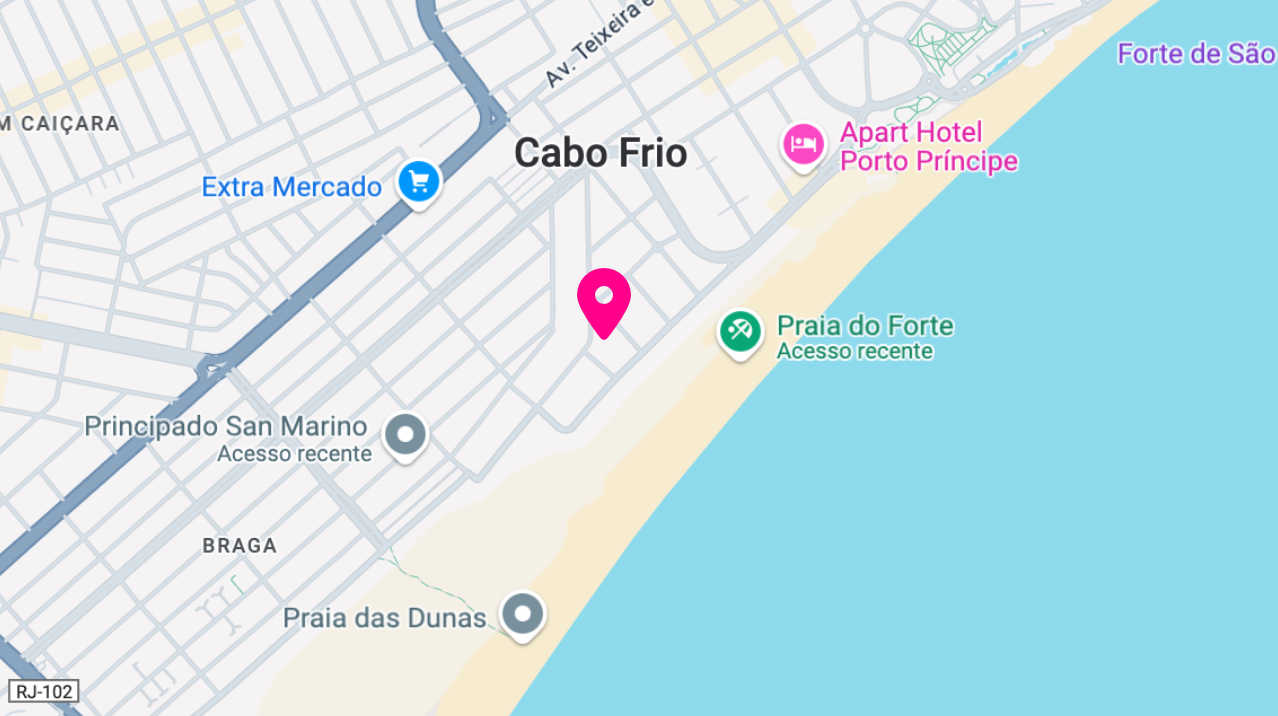 Av. Teixeira e
Forte de São
M CAIÇARA
Cabo Frio
Apart Hotel
Porto Príncipe
Extra Mercado
Praia do Forte
Acesso recente
Principado San Marino
Acesso recente
BRAGA
Praia das Dunas
RJ-102